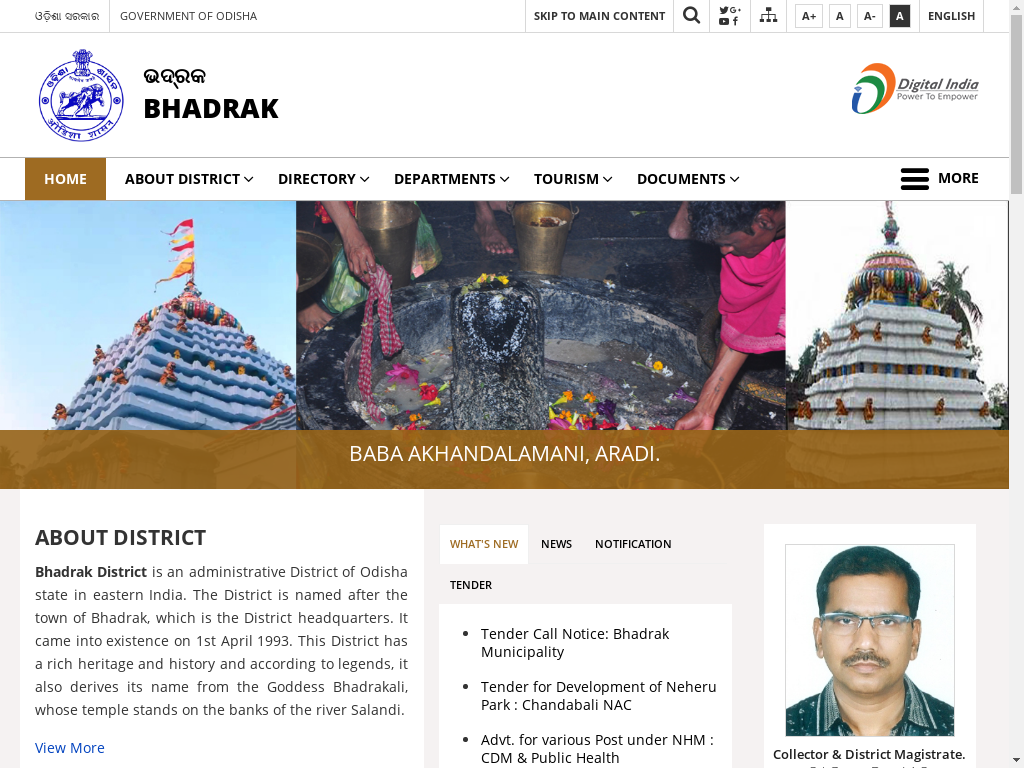 ଓଡ଼ିଶା ସରକାର
GOVERNMENT OF ODISHA
SKIP TO MAIN CONTENT
A+
A
A-
A
ENGLISH
ଭଦ୍ରକ
BHADRAK
Digital India
Power To Empower
HOME
ABOUT DISTRICT
DIRECTORY
DEPARTMENTS
TOURISM
DOCUMENTS
MORE
BABA AKHANDALAMANI, ARADI.
ABOUT DISTRICT
Bhadrak District is an administrative District of Odisha
state in eastern India. The District is named after the
town of Bhadrak, which is the District headquarters. It
came into existence on 1st April 1993. This District has
a rich heritage and history and according to legends, it
also derives its name from the Goddess Bhadrakali,
whose temple stands on the banks of the river Salandi.
View More
WHAT'S NEW
NEWS
NOTIFICATION
TENDER
Tender Call Notice: Bhadrak
Municipality
Tender for Development of Neheru
Park : Chandabali NAC
Advt. for various Post under NHM :
CDM & Public Health
Collector & District Magistrate.